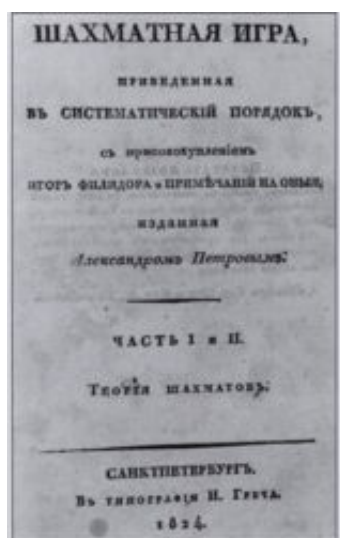 ШАХМАТНАЯ ИГРА,
ПРИВЕДЕННАЯ
ВЪ СИСТЕМАТИЧЕСКІЙ ПОРЯДОКЪ,
съ присовокупленіемъ
ИГОРЪ ФИЛИДОРА и ПРИМѢЧАНІЙ НА ОНЫЯ,
изданная
Александромъ Петровымъ.
ЧАСТЬ I и II.
Теорія шахматовъ.
САНКТПЕТЕРБУРГЪ.
Въ типографіи Н. Греча.
1824.